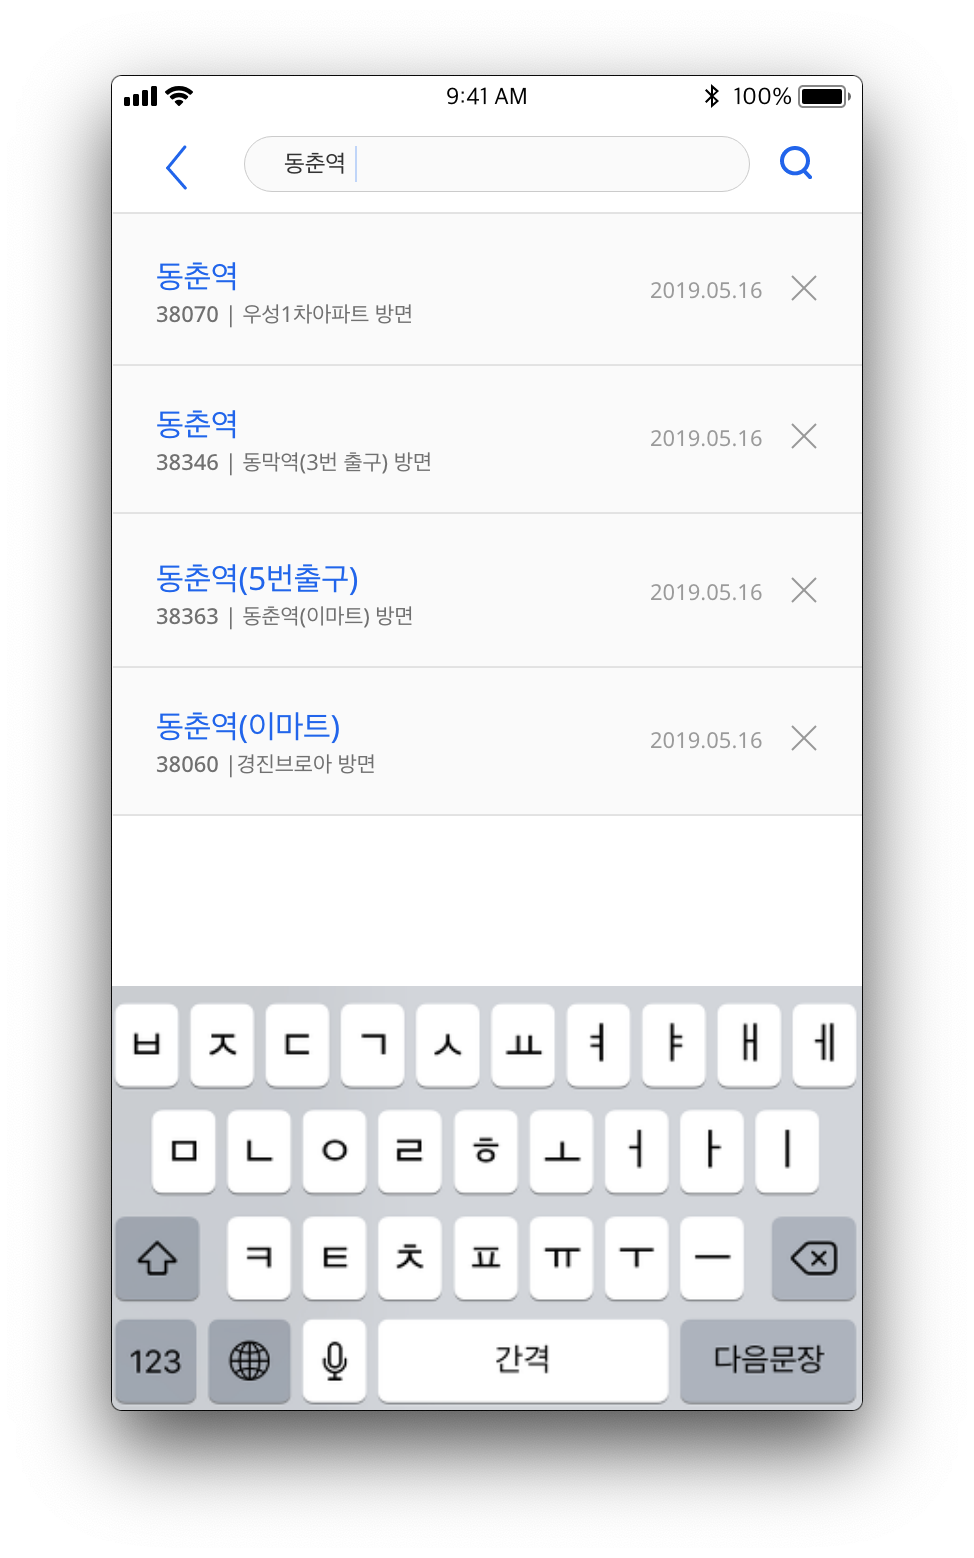 9:41 AM 100%
동춘역
동춘역
38070 | 우성1차아파트 방면
2019.05.16
동춘역
38346 | 동막역(3번 출구) 방면
2019.05.16
동춘역(5번출구)
38363 | 동춘역(이마트) 방면
2019.05.16
동춘역(이마트)
38060 |경진브로아 방면
2019.05.16
ㅂ ㅈ ㄷ ㄱ ㅅ ㅛ ㅕ ㅑ ㅐ ㅔ
ㅁ ㄴ ㅇ ㄹ ㅎ ㅗ ㅓ ㅏ ㅣ
ㅋ ㅌ ㅊ ㅍ ㅠ ㅜ ㅡ
123 간격 다음문장